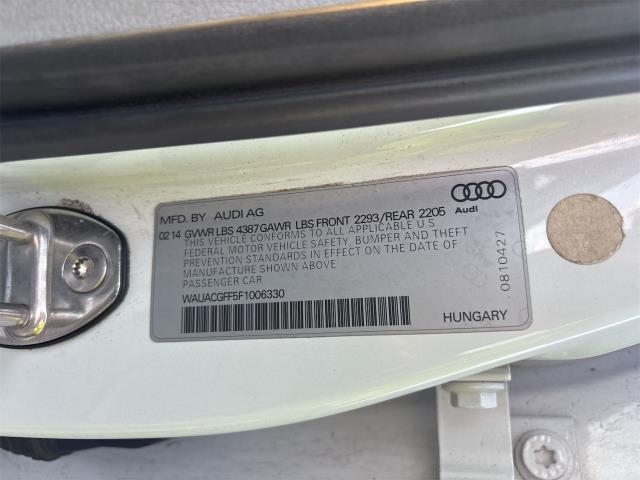 MFD. BY AUDI AG
02 14 GVWR LBS 4387 GAWR LBS FRONT 2293/REAR 2205
THIS VEHICLE CONFORMS TO ALL APPLICABLE U.S.
FEDERAL MOTOR VEHICLE SAFETY, BUMPER AND THEFT
PREVENTION STANDARDS IN EFFECT ON THE DATE OF
MANUFACTURE SHOWN ABOVE
PASSENGER CAR
WAUACGFF5F1006330
Audi
0810427
HUNGARY